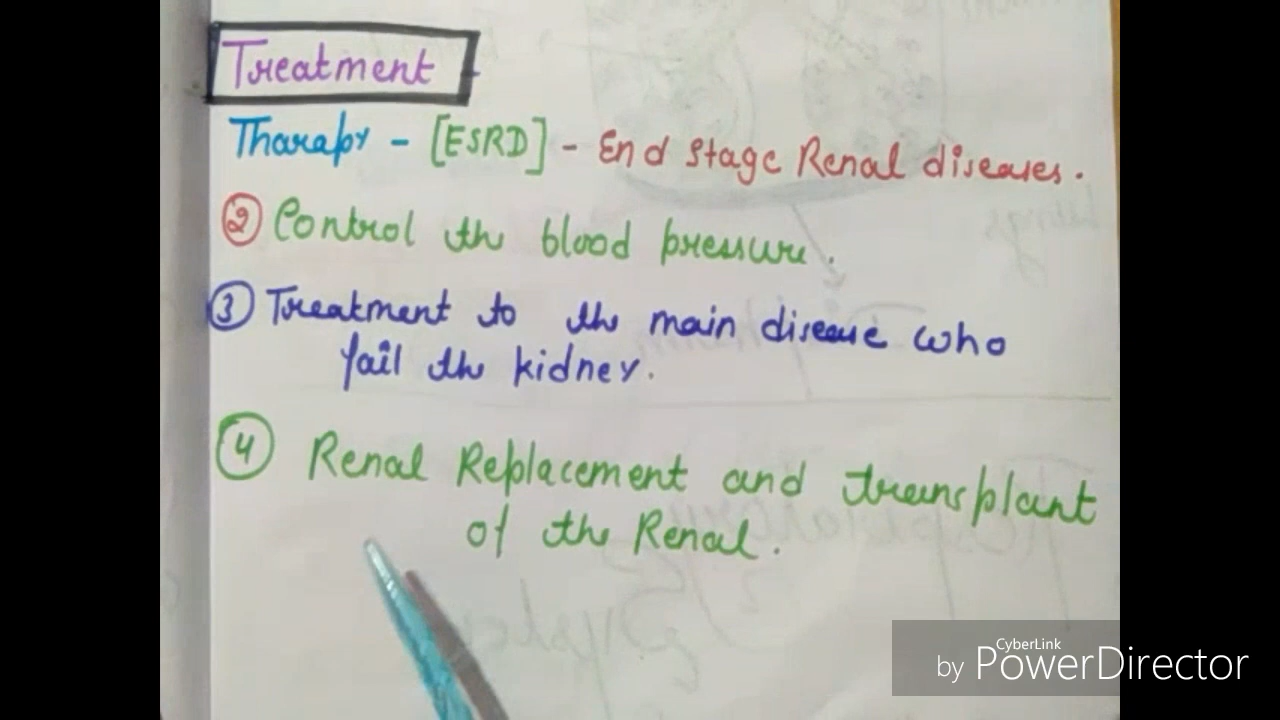 Treatment -
Tharapy - [ESRD] - End Stage Renal diseases.
② Control the blood pressure.
③ Treatment to the main disease who
fail the kidney.
④ Renal Replacement and transplant
of the Renal.
CyberLink
by PowerDirector